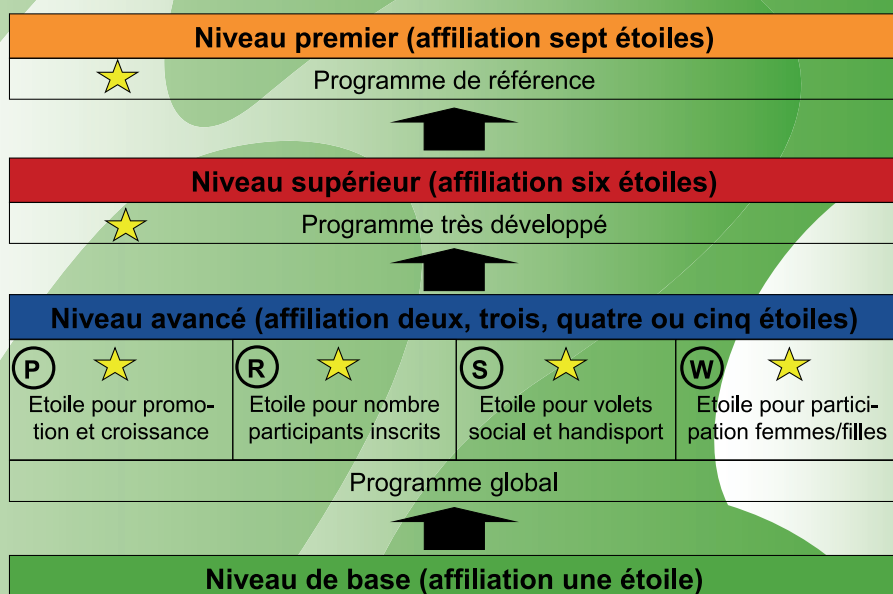 Niveau premier (affiliation sept étoiles)
Programme de référence
Niveau supérieur (affiliation six étoiles)
Programme très développé
Niveau avancé (affiliation deux, trois, quatre ou cinq étoiles)
P
Etoile pour promo-
tion et croissance
R
Etoile pour nombre
participants inscrits
S
Etoile pour volets
social et handisport
W
Etoile pour partici-
pation femmes/filles
Programme global
Niveau de base (affiliation une étoile)